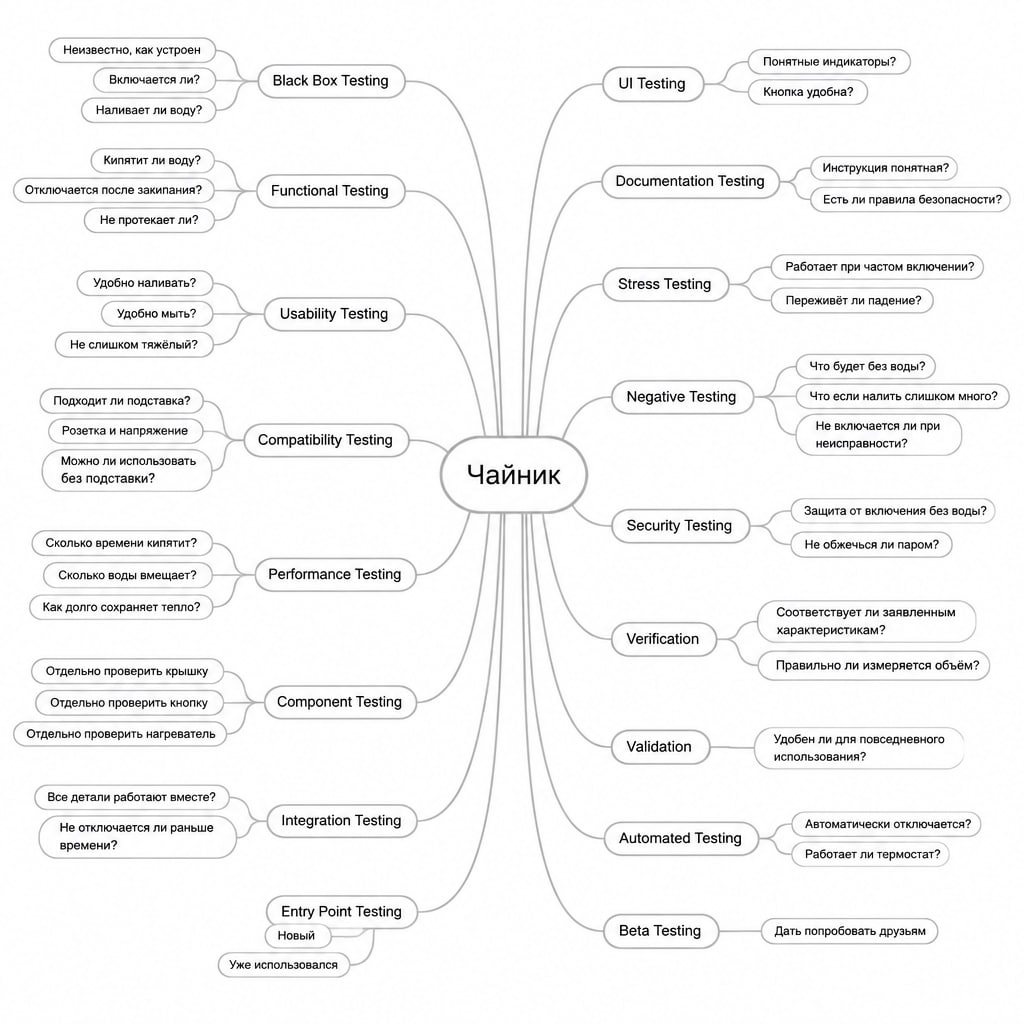 Неизвестно, как устроен
Включается ли?
Наливает ли воду?
Black Box Testing
Кипятит ли воду?
Отключается после закипания?
Не протекает ли?
Functional Testing
Удобно наливать?
Удобно мыть?
Не слишком тяжёлый?
Usability Testing
Подходит ли подставка?
Розетка и напряжение
Можно ли использовать
без подставки?
Compatibility Testing
Сколько времени кипятит?
Сколько воды вмещает?
Как долго сохраняет тепло?
Performance Testing
Отдельно проверить крышку
Отдельно проверить кнопку
Отдельно проверить нагреватель
Component Testing
Все детали работают вместе?
Не отключается ли раньше
времени?
Integration Testing
Entry Point Testing
Новый
Уже использовался
Чайник
UI Testing
Понятные индикаторы?
Кнопка удобна?
Documentation Testing
Инструкция понятная?
Есть ли правила безопасности?
Stress Testing
Работает при частом включении?
Переживёт ли падение?
Negative Testing
Что будет без воды?
Что если налить слишком много?
Не включается ли при
неисправности?
Security Testing
Защита от включения без воды?
Не обжечься ли паром?
Verification
Соответствует ли заявленным
характеристикам?
Правильно ли измеряется объём?
Validation
Удобен ли для повседневного
использования?
Automated Testing
Автоматически отключается?
Работает ли термостат?
Beta Testing
Дать попробовать друзьям